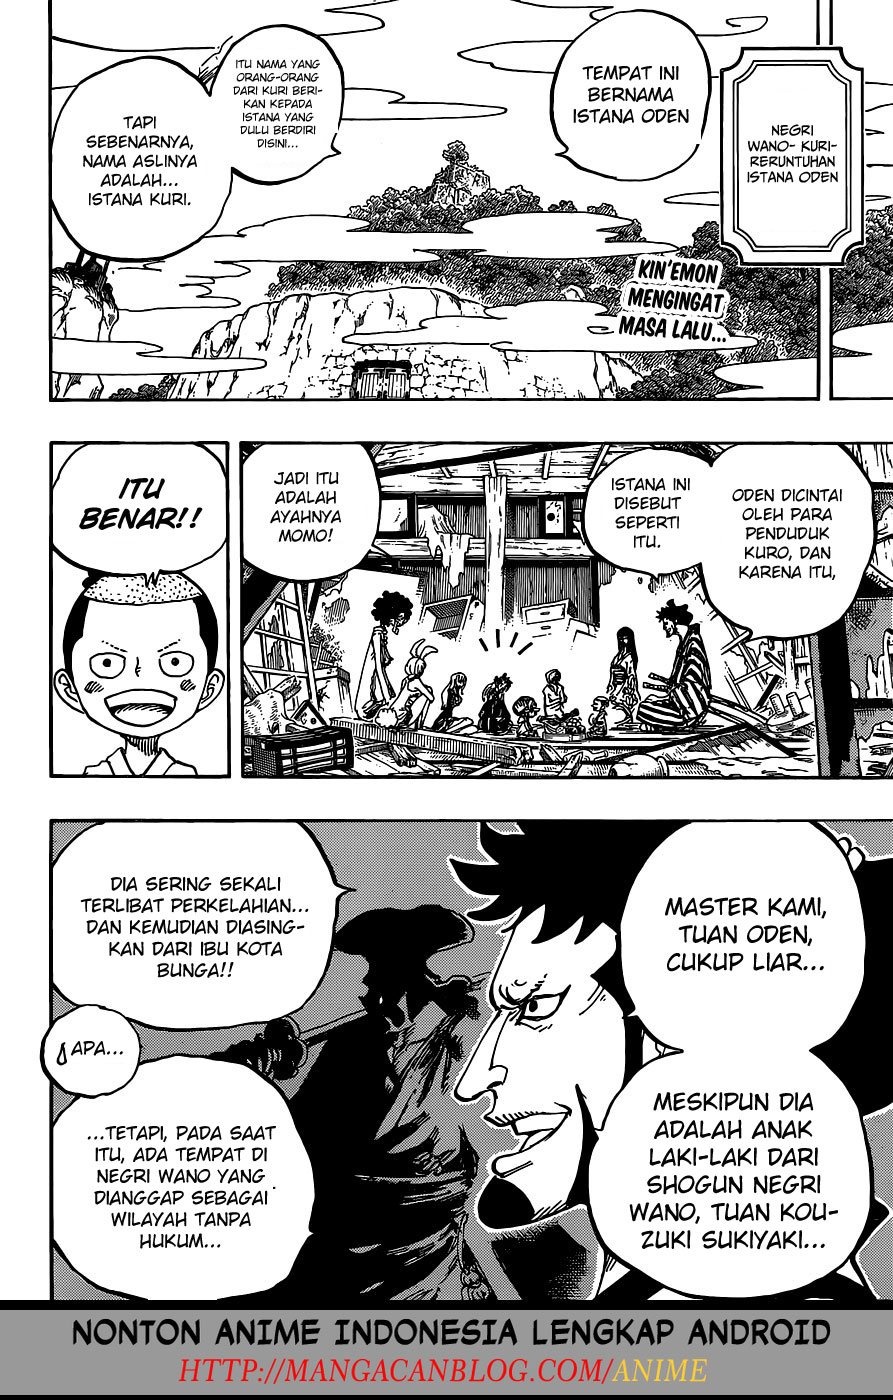 NEGRI
WANO- KURI-
RERUNTUHAN
ISTANA ODEN
TEMPAT INI
BERNAMA
ISTANA ODEN
ITU NAMA YANG
ORANG-ORANG
DARI KURI BERI-
KAN KEPADA
ISTANA YANG
DULU BERDIRI
DISINI...
TAPI
SEBENARNYA,
NAMA ASLINYA
ADALAH...
ISTANA KURI.
KIN'EMON
MENGINGAT
MASA LALU...
ODEN DICINTAI
OLEH PARA
PENDUDUK
KURO, DAN
KARENA ITU,
ISTANA INI
DISEBUT
SEPERTI
ITU.
JADI ITU
ADALAH
AYAHNYA
MOMO!
ITU
BENAR!!
MASTER KAMI,
TUAN ODEN,
CUKUP LIAR...
MESKIPUN DIA
ADALAH ANAK
LAKI-LAKI DARI
SHOGUN NEGRI
WANO, TUAN KOU-
ZUKI SUKIYAKI...
DIA SERING SEKALI
TERLIBAT PERKELAHIAN...
DAN KEMUDIAN DIASING-
KAN DARI IBU KOTA
BUNGA!!
APA...
...TETAPI, PADA SAAT
ITU, ADA TEMPAT DI
NEGRI WANO YANG
DIANGGAP SEBAGAI
WILAYAH TANPA
HUKUM...
NONTON ANIME INDONESIA LENGKAP ANDROID
HTTP://MANGACANBLOG.COM/ANIME